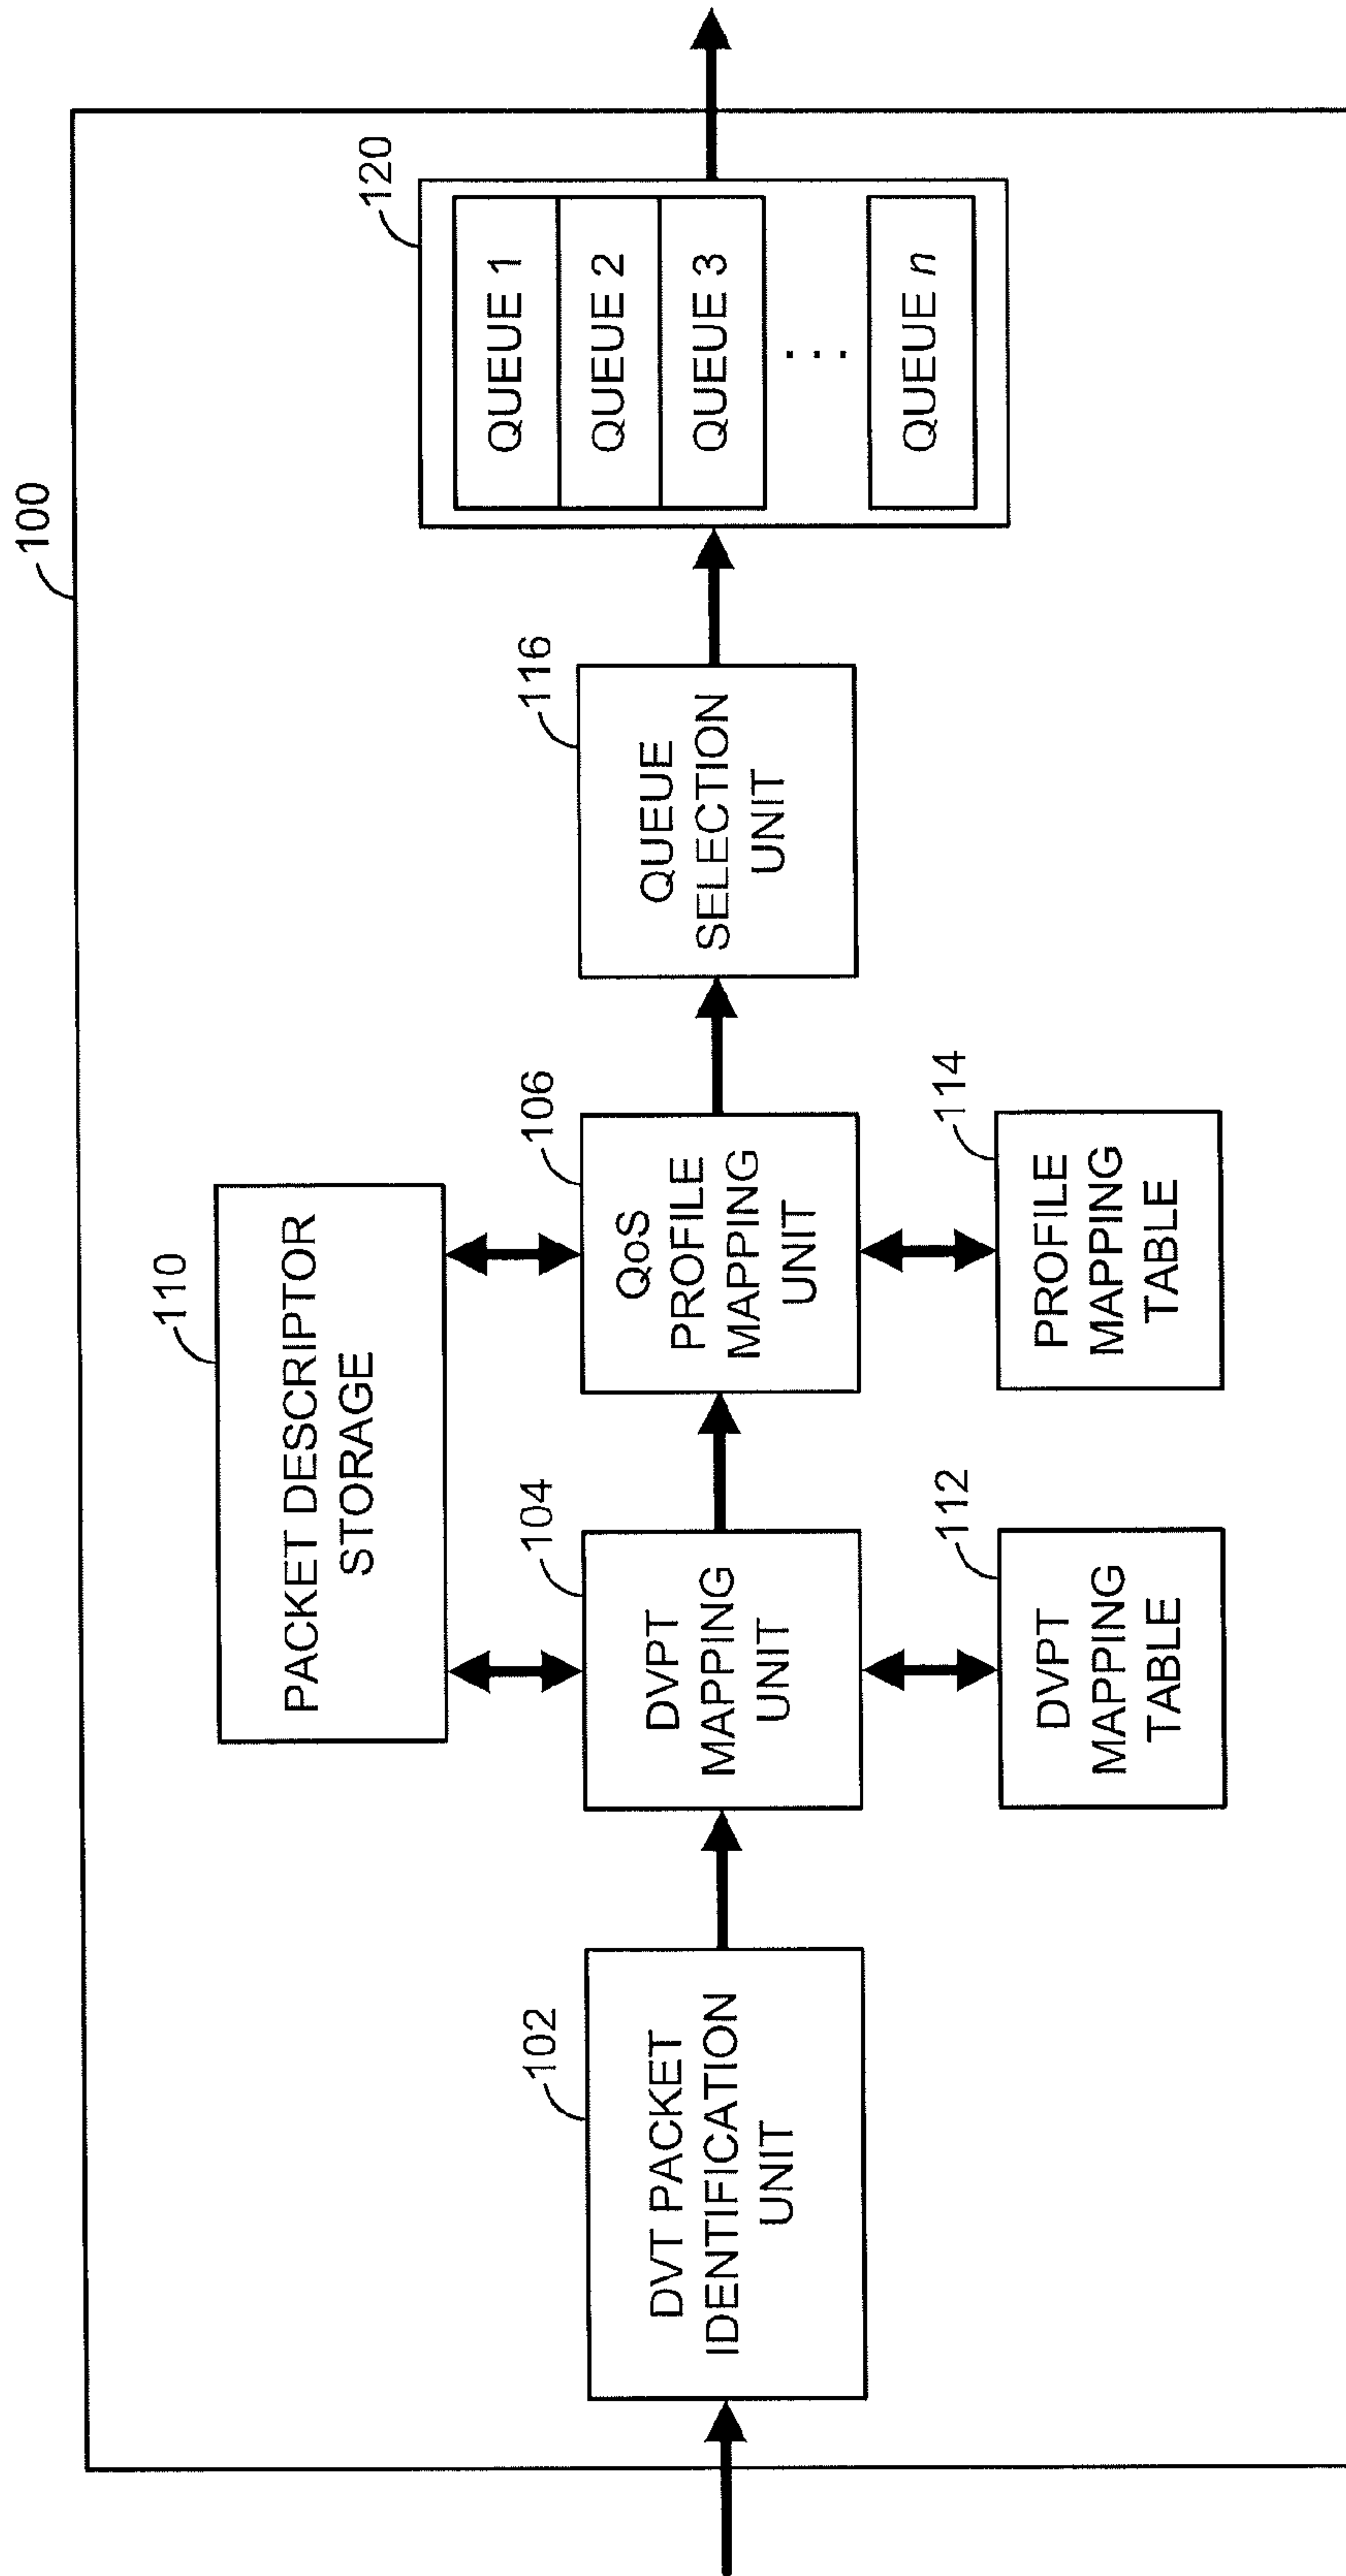 100
110
PACKET DESCRIPTOR
STORAGE
102
DVT PACKET
IDENTIFICATION
UNIT
104
DVPT
MAPPING
UNIT
106
QoS
PROFILE
MAPPING
UNIT
116
QUEUE
SELECTION
UNIT
120
QUEUE 1
QUEUE 2
QUEUE 3
. . .
QUEUE n
112
DVPT
MAPPING
TABLE
114
PROFILE
MAPPING
TABLE